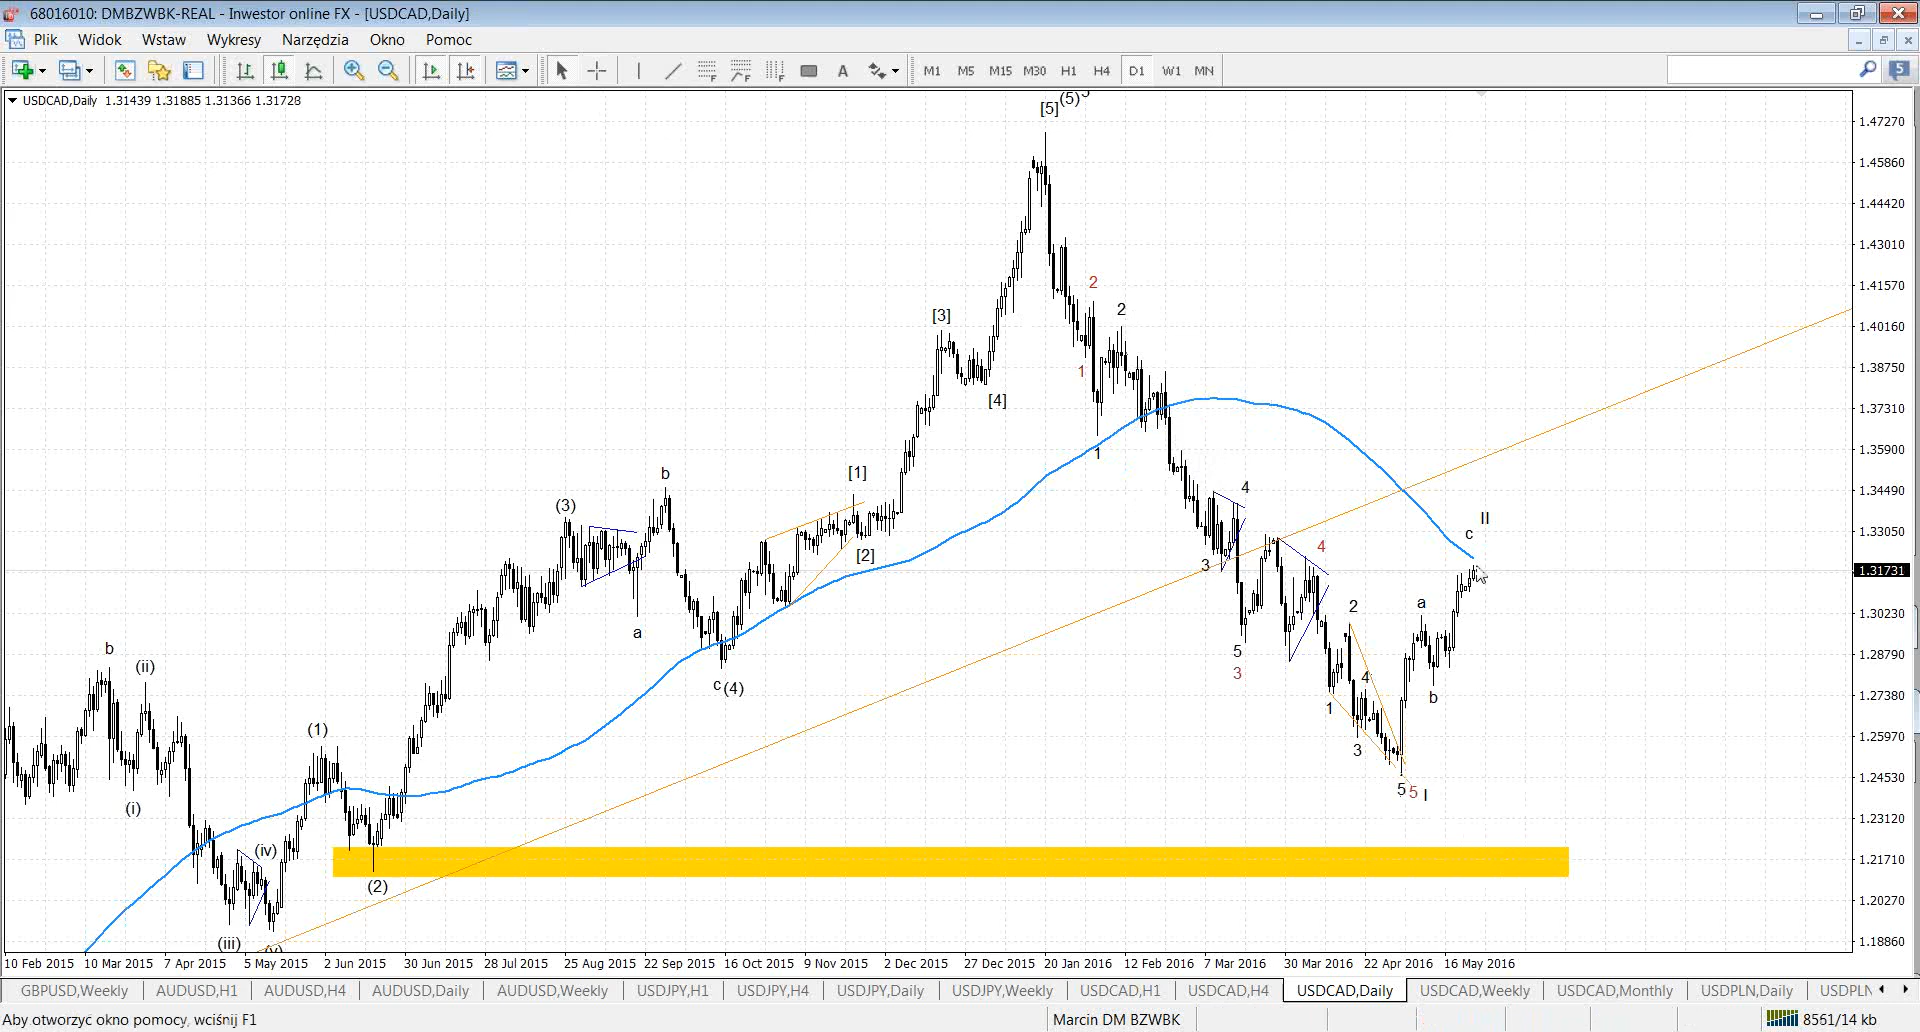 68016010: DMBZWBK-REAL - Inwestor online FX - [USDCAD,Daily]
Plik Widok Wstaw Wykresy Narzędzia Okno Pomoc
A M1 M5 M15 M30 H1 H4 D1 W1 MN 5
USDCAD,Daily 1.31439 1.31885 1.31366 1.31728
[5] (5) 5
1.47270
1.45860
1.44420
1.43010
2
1.41570
[3] 2
1.40160
1 1.38750
[4]
1.37310
1 1.35900
b [1] 4 1.34490
(3) II
c 1.33050
[2] 3 4
1.31731
a 2 1.30230
a
b 5 1.28790
(ii) 3 4
c (4) b 1.27380
1
(1) 1.25970
3
1.24530
(i) 5 5 I
1.23120
(iv)
1.21710
(2)
1.20270
(iii) (v) 1.18860
10 Feb 2015 10 Mar 2015 7 Apr 2015 5 May 2015 2 Jun 2015 30 Jun 2015 28 Jul 2015 25 Aug 2015 22 Sep 2015 16 Oct 2015 9 Nov 2015 2 Dec 2015 27 Dec 2015 20 Jan 2016 12 Feb 2016 7 Mar 2016 30 Mar 2016 22 Apr 2016 16 May 2016
GBPUSD,Weekly AUDUSD,H1 AUDUSD,H4 AUDUSD,Daily AUDUSD,Weekly USDJPY,H1 USDJPY,H4 USDJPY,Daily USDJPY,Weekly USDCAD,H1 USDCAD,H4 USDCAD,Daily USDCAD,Weekly USDCAD,Monthly USDPLN,Daily USDPLN
Aby otworzyć okno pomocy, wciśnij F1 Marcin DM BZWBK 8561/14 kb